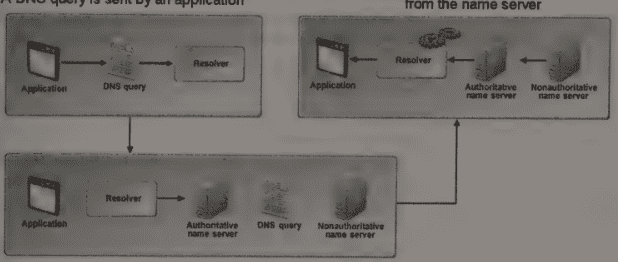 A DNS query is sent by an application
Application
DNS query
Resolver
from the name server
Application
Resolver
Authoritative
name server
Nonauthoritative
name server
Application
Resolver
Authoritative
name server
DNS query
Nonauthoritative
name server